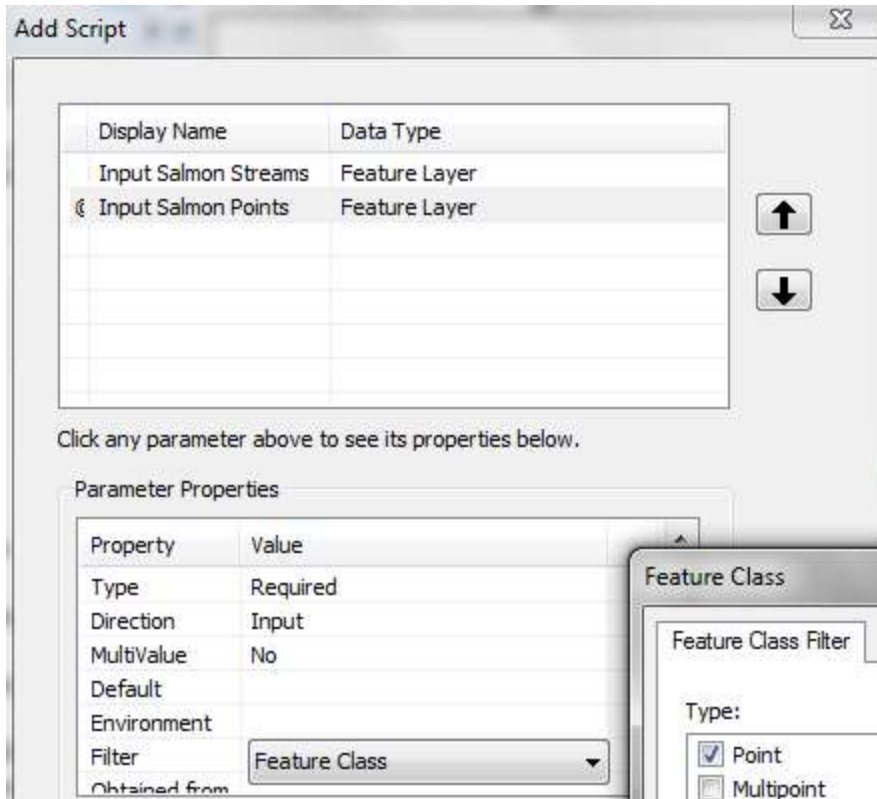 Add Script
Display Name Data Type
Input Salmon Streams Feature Layer
Input Salmon Points Feature Layer
Click any parameter above to see its properties below.
Parameter Properties
Property Value
Type Required
Direction Input
MultiValue No
Default
Environment
Filter Feature Class
Obtained from
Feature Class
Feature Class Filter
Type:
Point
Multipoint